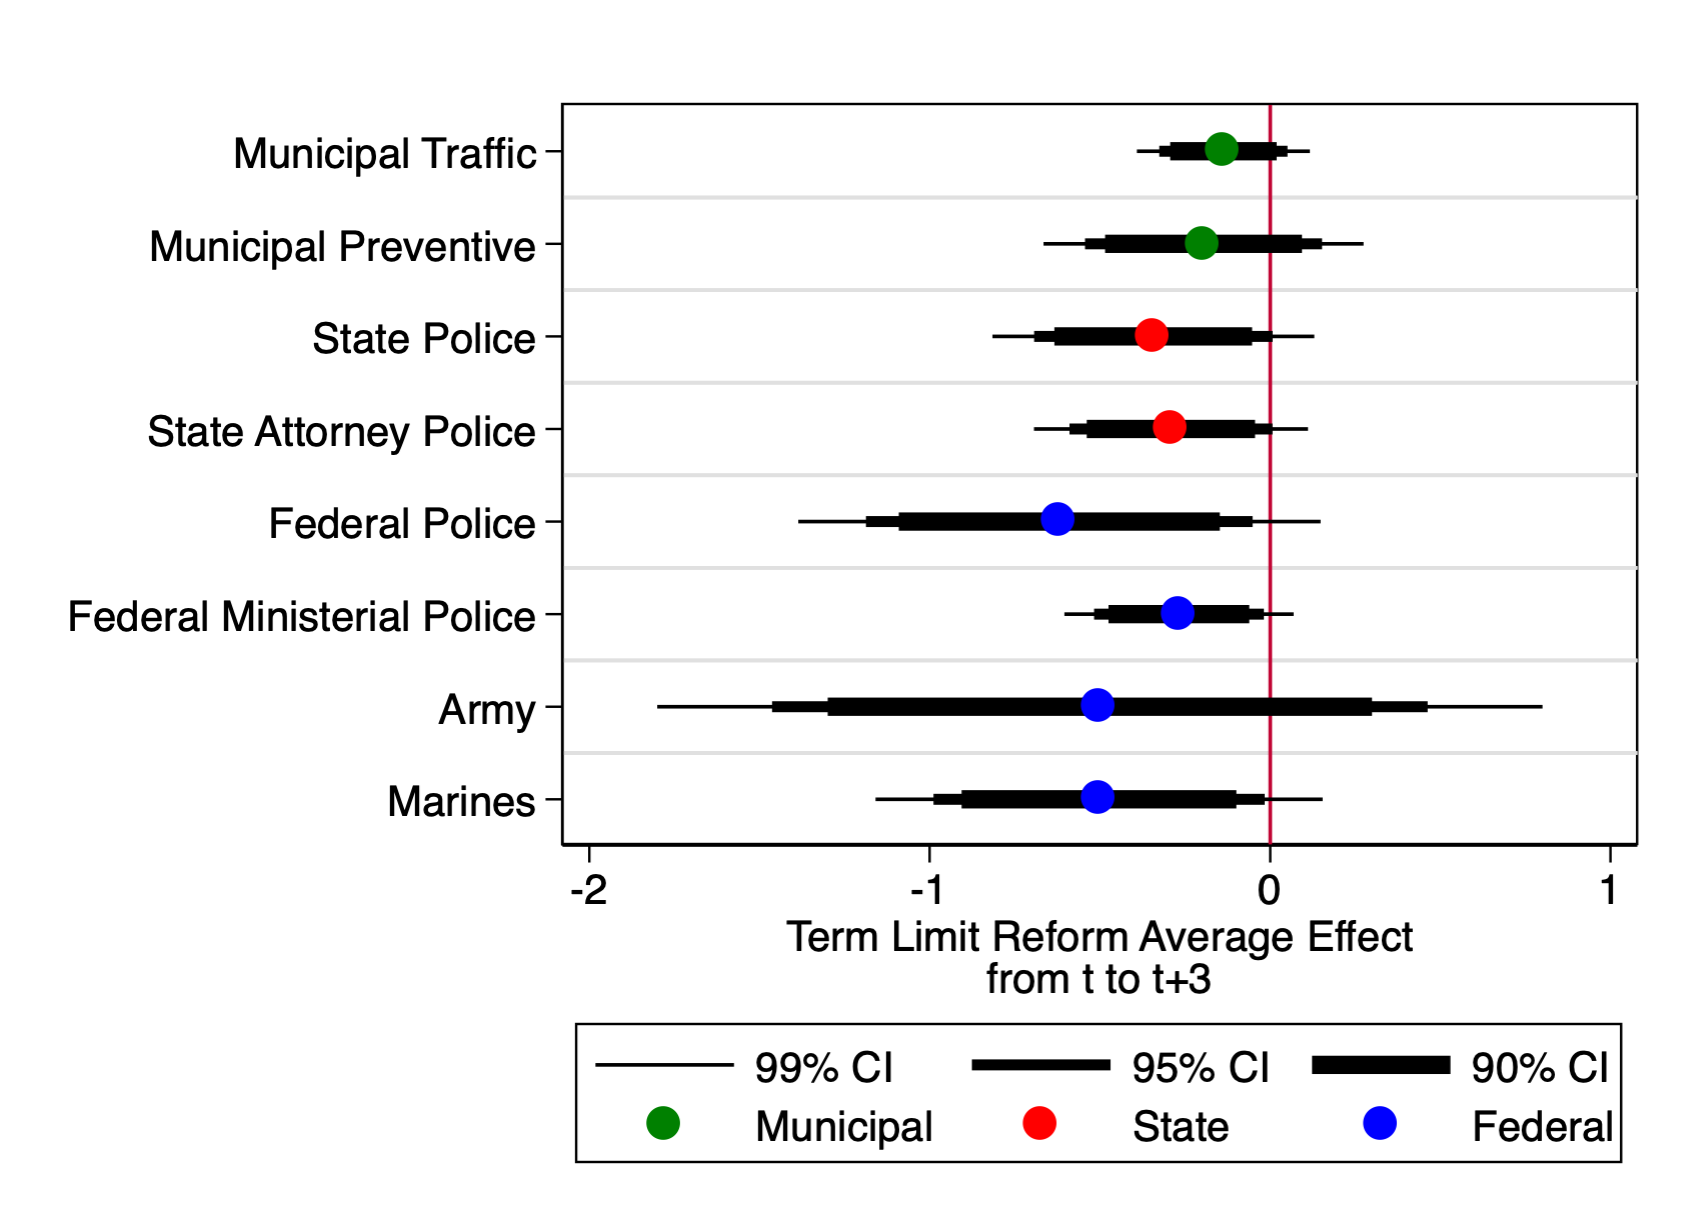 Municipal Traffic
Municipal Preventive
State Police
State Attorney Police
Federal Police
Federal Ministerial Police
Army
Marines
-2 -1 0 1
Term Limit Reform Average Effect
from t to t+3
99% CI 95% CI 90% CI
Municipal State Federal